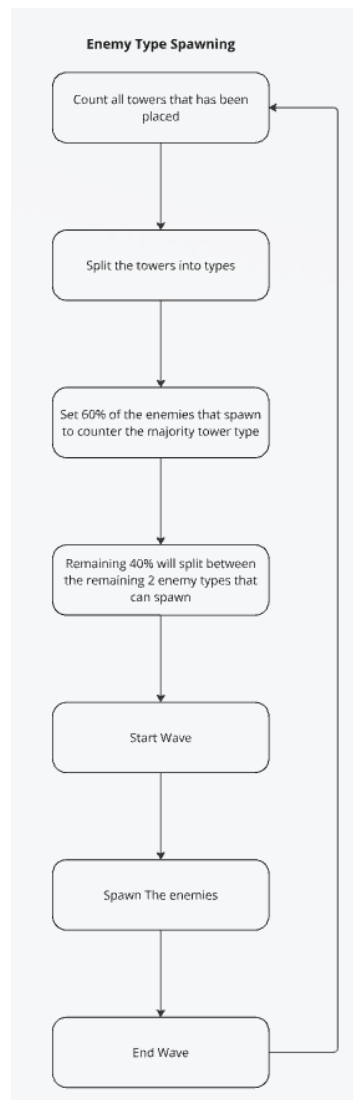 Enemy Type Spawning
Count all towers that has been
placed
Split the towers into types
Set 60% of the enemies that spawn
to counter the majority tower type
Remaining 40% will split between
the remaining 2 enemy types that
can spawn
Start Wave
Spawn The enemies
End Wave